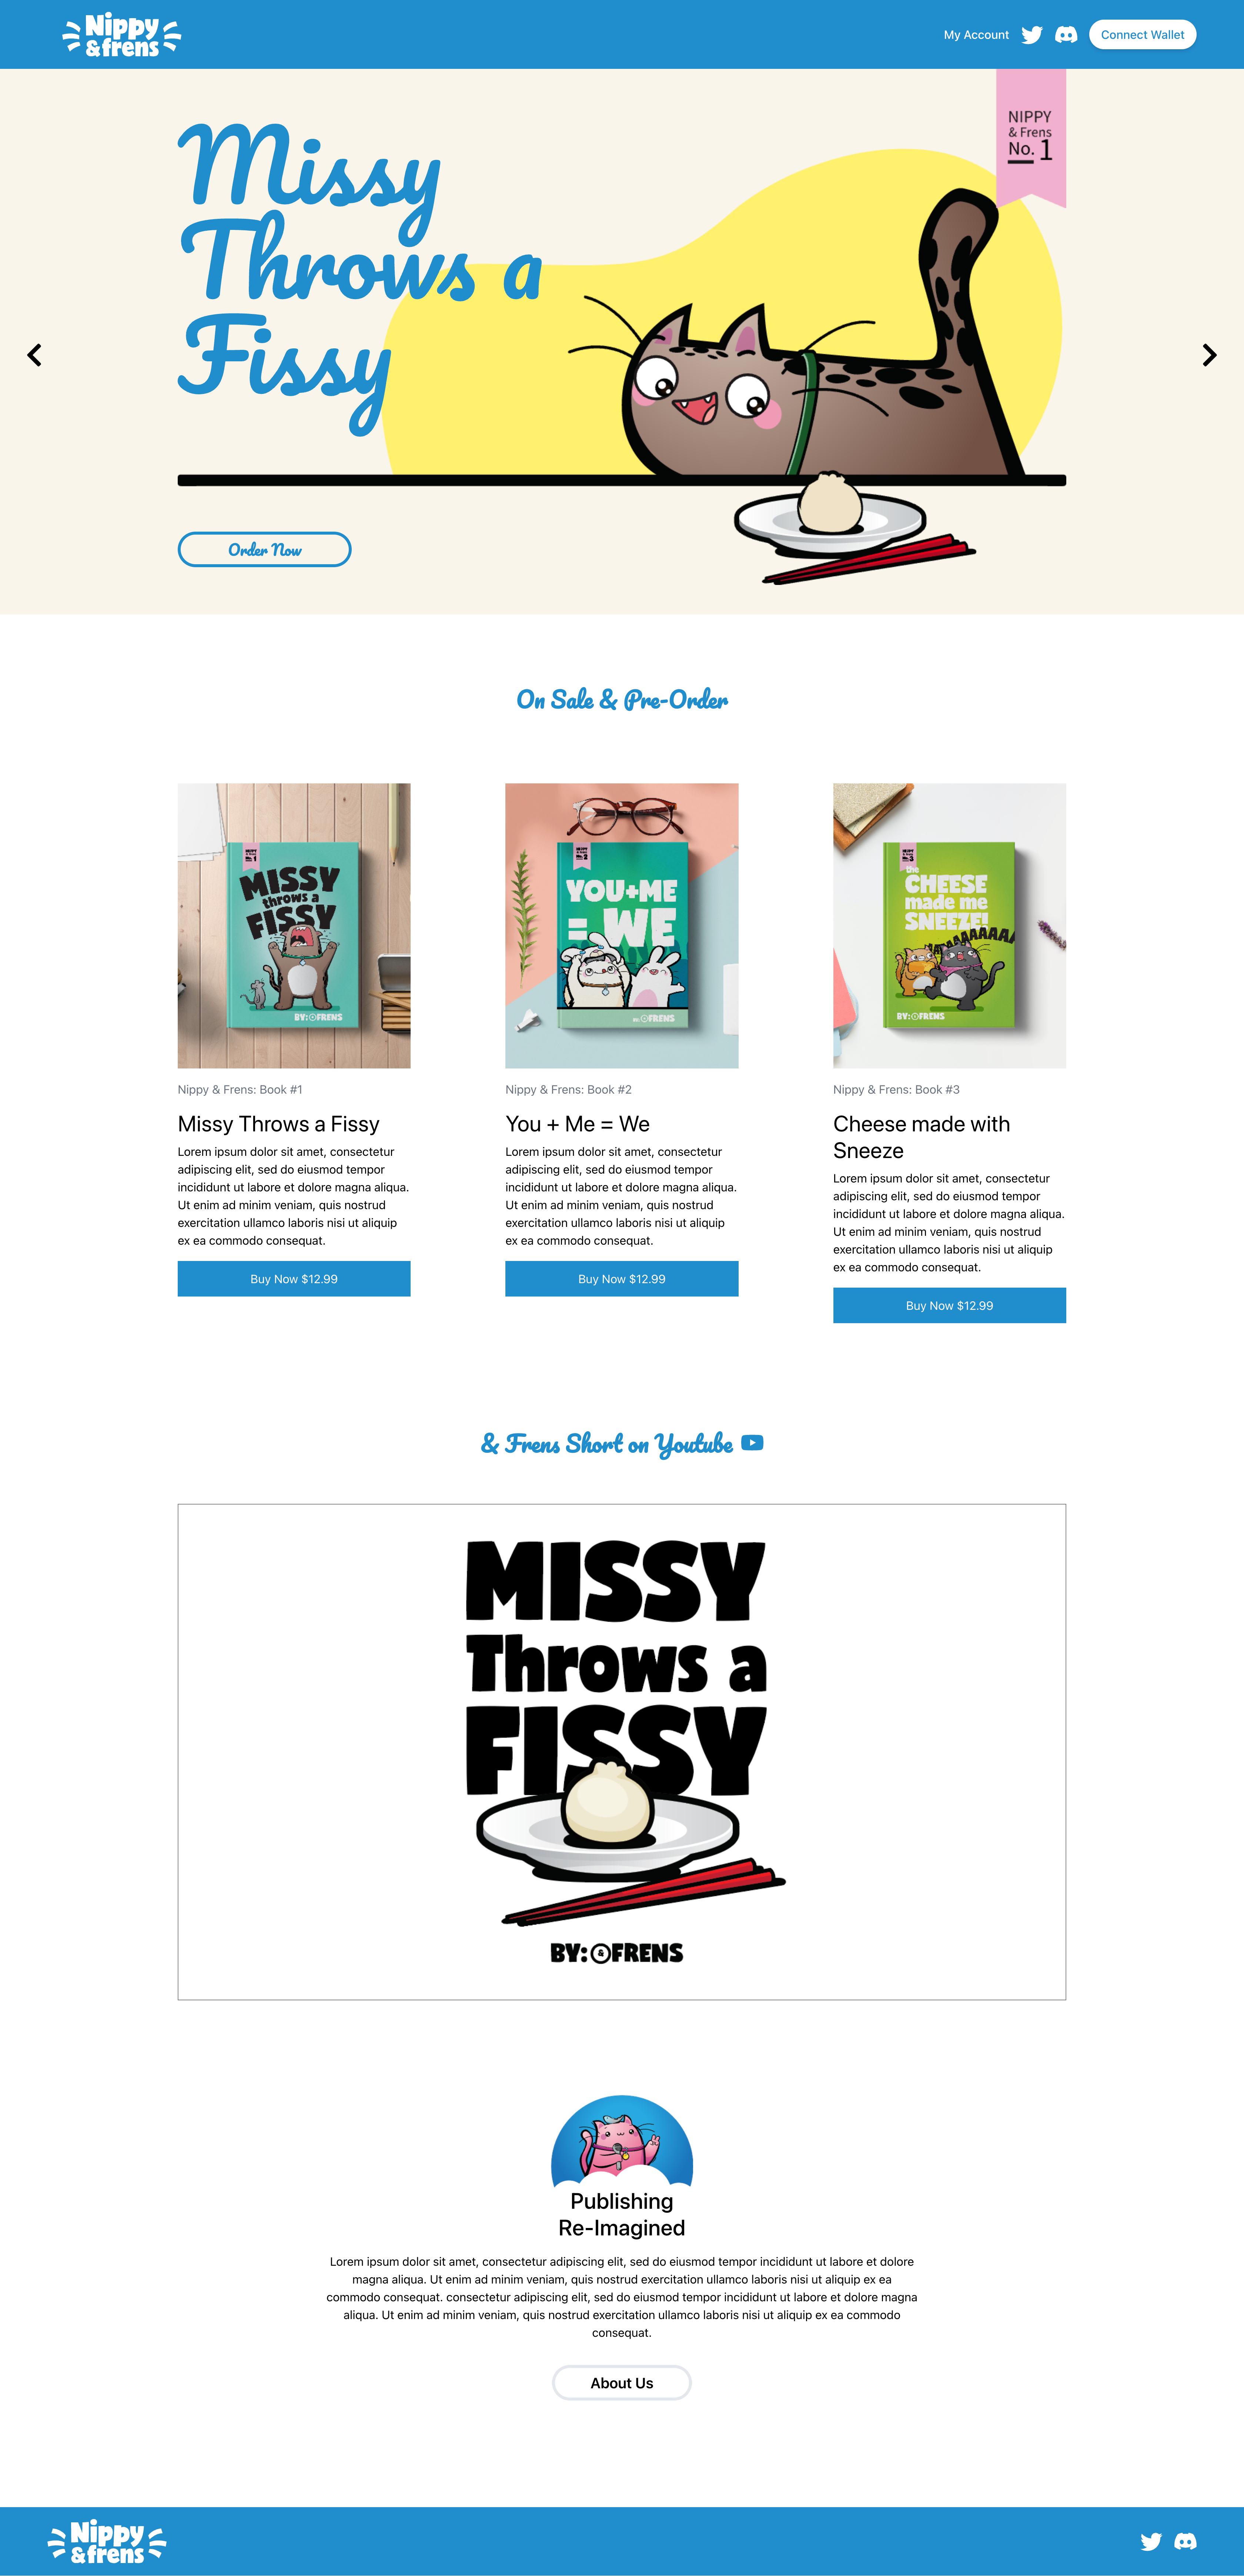 Nippy
&frens
My Account
Connect Wallet
Missy
Throws a
Fissy
NIPPY
& Frens
No. 1
Order Now
On Sale & Pre-Order
MISSY
throws a
FISSY
BY: & FRENS
YOU+ME
= WE
BY: & FRENS
the
CHEESE
made me
SNEEZE!
AAAAAAAAA
BY: & FRENS
Nippy & Frens: Book #1
Missy Throws a Fissy
Lorem ipsum dolor sit amet, consectetur
adipiscing elit, sed do eiusmod tempor
incididunt ut labore et dolore magna aliqua.
Ut enim ad minim veniam, quis nostrud
exercitation ullamco laboris nisi ut aliquip
ex ea commodo consequat.
Buy Now $12.99
Nippy & Frens: Book #2
You + Me = We
Lorem ipsum dolor sit amet, consectetur
adipiscing elit, sed do eiusmod tempor
incididunt ut labore et dolore magna aliqua.
Ut enim ad minim veniam, quis nostrud
exercitation ullamco laboris nisi ut aliquip
ex ea commodo consequat.
Buy Now $12.99
Nippy & Frens: Book #3
Cheese made with
Sneeze
Lorem ipsum dolor sit amet, consectetur
adipiscing elit, sed do eiusmod tempor
incididunt ut labore et dolore magna aliqua.
Ut enim ad minim veniam, quis nostrud
exercitation ullamco laboris nisi ut aliquip
ex ea commodo consequat.
Buy Now $12.99
& Frens Short on Youtube
MISSY
Throws a
FISSY
BY: & FRENS
Publishing
Re-Imagined
Lorem ipsum dolor sit amet, consectetur adipiscing elit, sed do eiusmod tempor incididunt ut labore et dolore
magna aliqua. Ut enim ad minim veniam, quis nostrud exercitation ullamco laboris nisi ut aliquip ex ea
commodo consequat. consectetur adipiscing elit, sed do eiusmod tempor incididunt ut labore et dolore magna
aliqua. Ut enim ad minim veniam, quis nostrud exercitation ullamco laboris nisi ut aliquip ex ea commodo
consequat.
About Us
Nippy
&frens